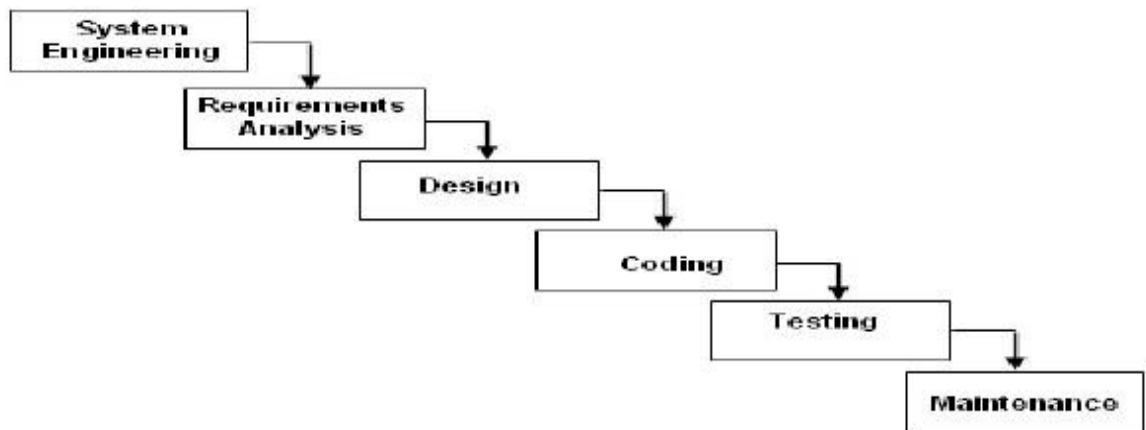 System
Engineering
Requirements
Analysis
Design
Coding
Testing
Maintenance